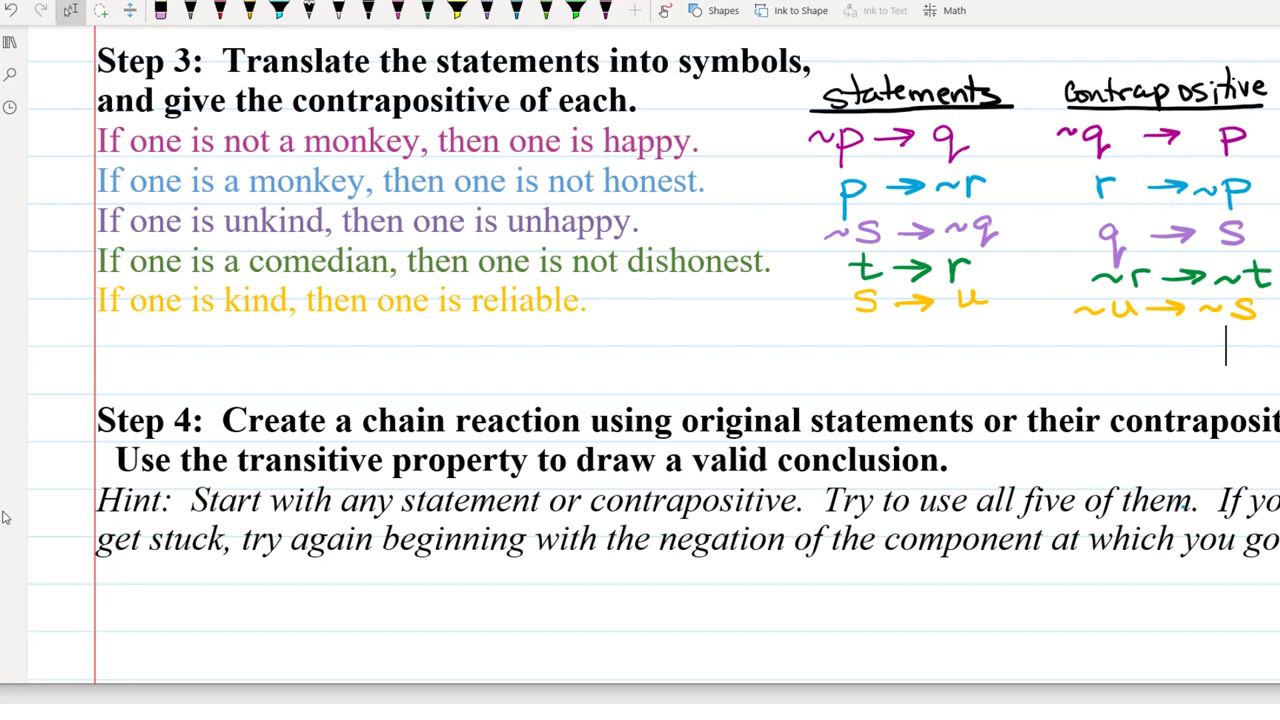 Shapes Ink to Shape Ink to Text Math
Step 3: Translate the statements into symbols,
and give the contrapositive of each.
statements contrapositive
If one is not a monkey, then one is happy. ~p → q ~q → p
If one is a monkey, then one is not honest. p → ~r r → ~p
If one is unkind, then one is unhappy. ~s → ~q q → s
If one is a comedian, then one is not dishonest. t → r ~r → ~t
If one is kind, then one is reliable. s → u ~u → ~s
Step 4: Create a chain reaction using original statements or their contraposit
Use the transitive property to draw a valid conclusion.
Hint: Start with any statement or contrapositive. Try to use all five of them. If yo
get stuck, try again beginning with the negation of the component at which you go